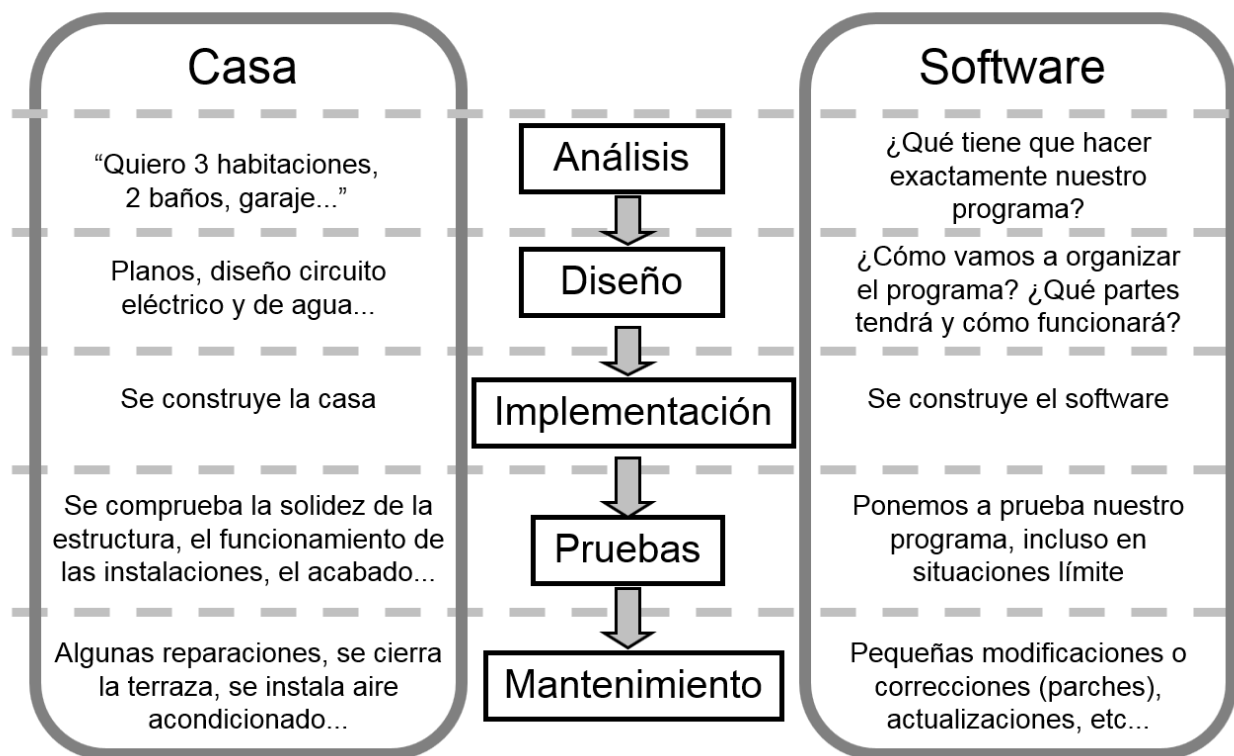 Casa
Software
“Quiero 3 habitaciones,
2 baños, garaje...”
Análisis
¿Qué tiene que hacer
exactamente nuestro
programa?
Planos, diseño circuito
eléctrico y de agua...
Diseño
¿Cómo vamos a organizar
el programa? ¿Qué partes
tendrá y cómo funcionará?
Se construye la casa
Implementación
Se construye el software
Se comprueba la solidez de la
estructura, el funcionamiento de
las instalaciones, el acabado...
Pruebas
Ponemos a prueba nuestro
programa, incluso en
situaciones límite
Algunas reparaciones, se cierra
la terraza, se instala aire
acondicionado...
Mantenimiento
Pequeñas modificaciones o
correcciones (parches),
actualizaciones, etc...